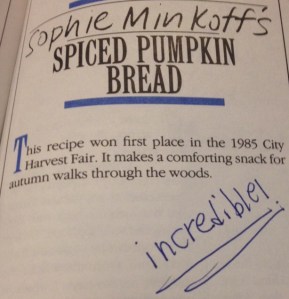 Sophie Minkoff's
SPICED PUMPKIN
BREAD
This recipe won first place in the 1985 City
Harvest Fair. It makes a comforting snack for
autumn walks through the woods.
incredible!